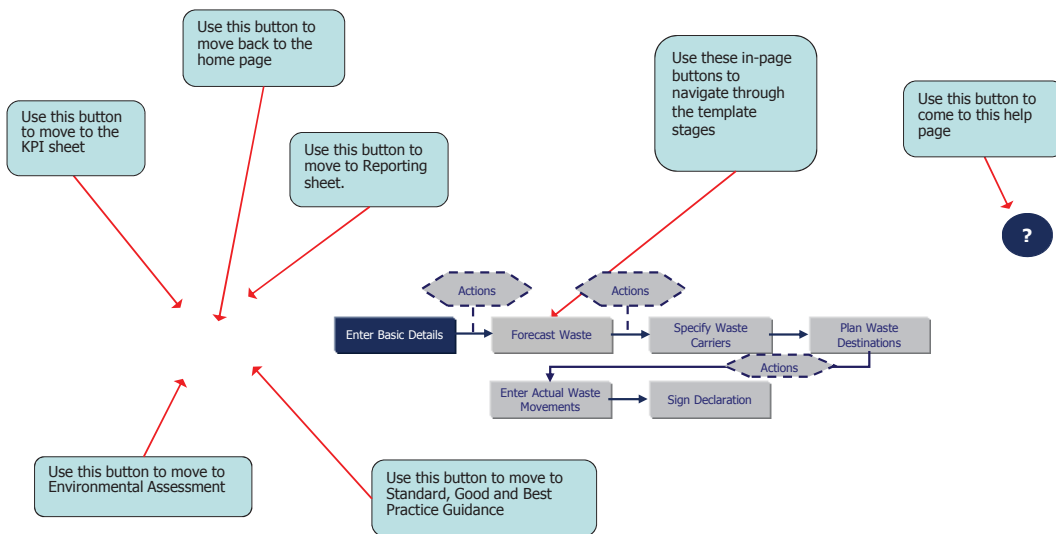 Use this button to
move back to the
home page
Use this button
to move to the
KPI sheet
Use this button to
move to Reporting
sheet.
Use these in-page
buttons to
navigate through
the template
stages
Use this button to
come to this help
page
?
Actions
Actions
Enter Basic Details
Forecast Waste
Specify Waste
Carriers
Plan Waste
Destinations
Actions
Enter Actual Waste
Movements
Sign Declaration
Use this button to move to
Environmental Assessment
Use this button to move to
Standard, Good and Best
Practice Guidance